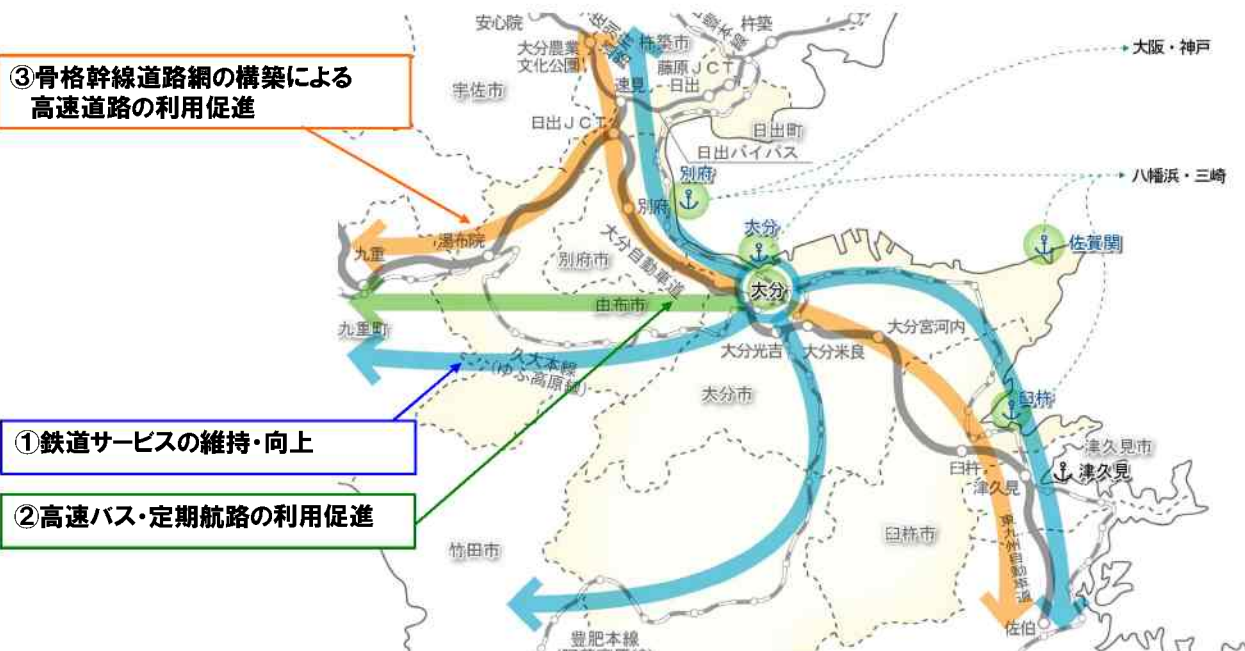 安心院
杵築
大分農業
文化公園
杵築市
藤原JCT
大阪・神戸
③骨格幹線道路網の構築による
高速道路の利用促進
宇佐市
速見
日出
日出JCT
日出町
日出バイパス
別府
八幡浜・三崎
別府
大分
佐賀関
大分自動車道
湯布院
九重
別府市
大分
由布市
九重町
大分光吉
大分米良
大分宮河内
久大本線
(ゆふ高原線)
大分市
臼杵
①鉄道サービスの維持・向上
津久見市
臼杵
津久見
津久見
②高速バス・定期航路の利用促進
東九州自動車道
臼杵市
竹田市
佐伯
豊肥本線